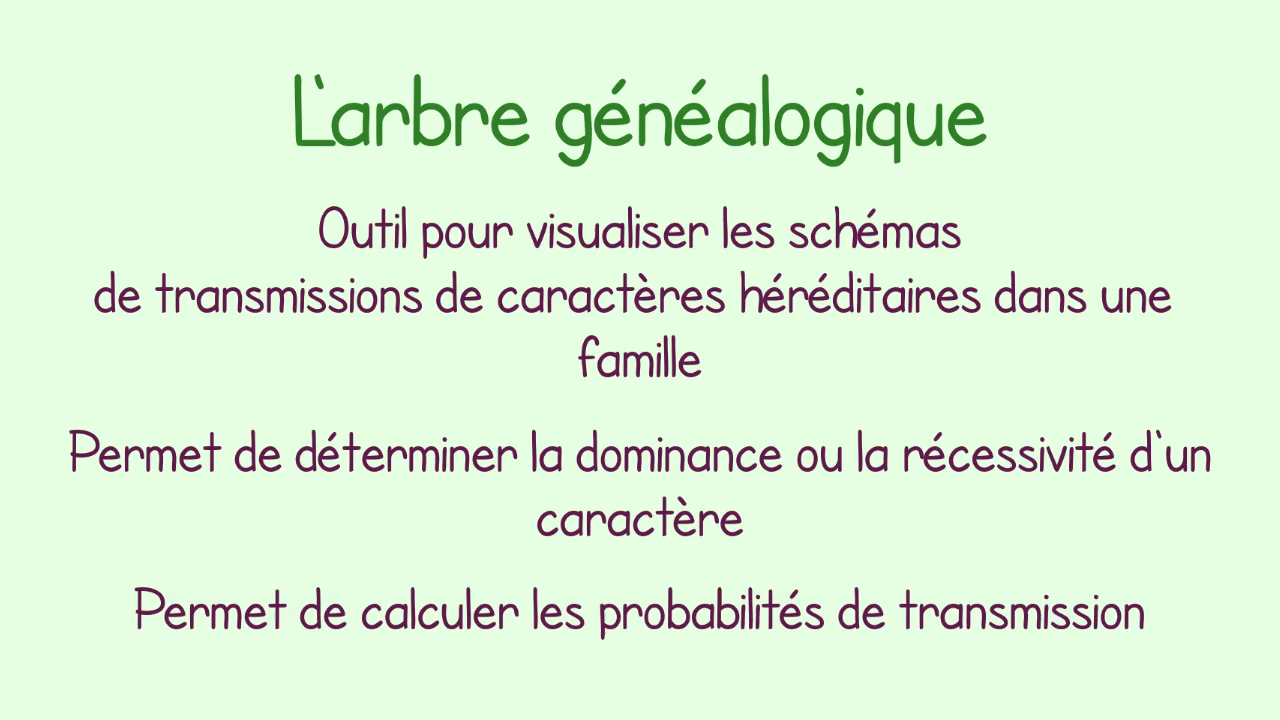 L'arbre généalogique
Outil pour visualiser les schémas
de transmissions de caractères héréditaires dans une
famille
Permet de déterminer la dominance ou la récessivité d'un
caractère
Permet de calculer les probabilités de transmission